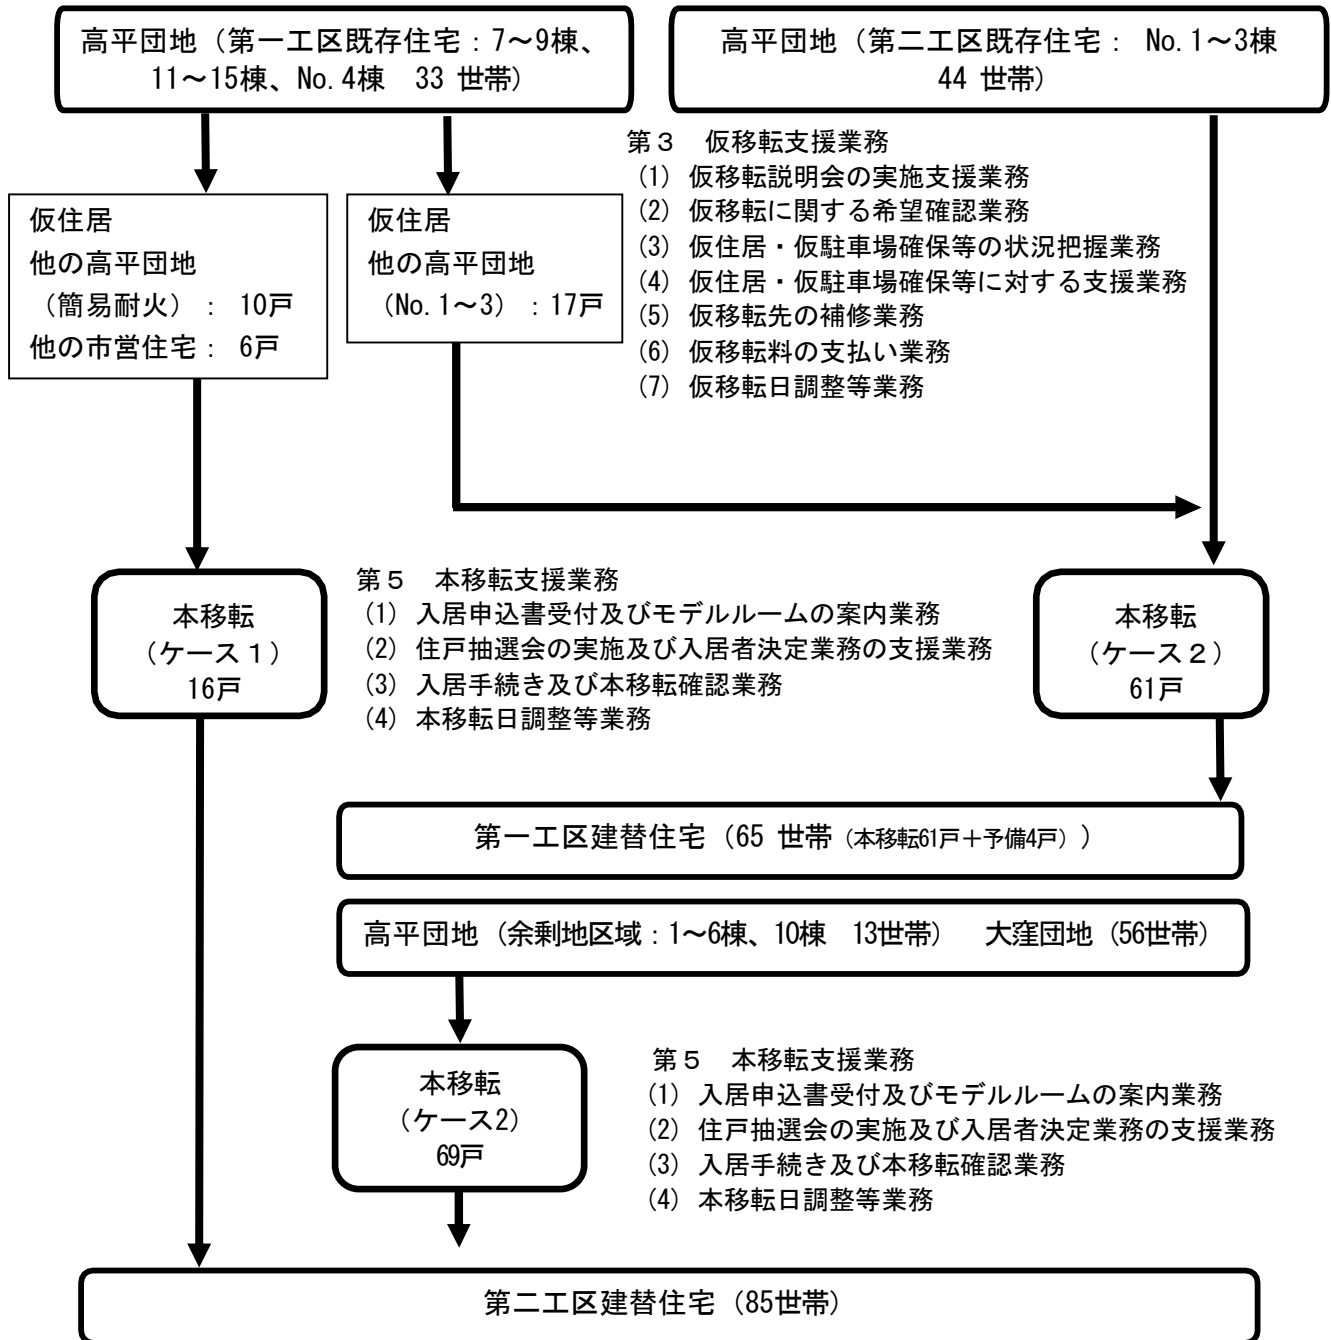 高平団地（第一工区既存住宅：7～9棟、
11～15棟、No.4棟　33 世帯）
高平団地（第二工区既存住宅：　No.1～3棟
44 世帯）
第３　仮移転支援業務
(1) 仮移転説明会の実施支援業務
(2) 仮移転に関する希望確認業務
(3) 仮住居・仮駐車場確保等の状況把握業務
(4) 仮住居・仮駐車場確保等に対する支援業務
(5) 仮移転先の補修業務
(6) 仮移転料の支払い業務
(7) 仮移転日調整等業務
仮住居
他の高平団地
（簡易耐火）：　10戸
他の市営住宅：　6戸
仮住居
他の高平団地
（No.1～3）：17戸
本移転
（ケース１）
16戸
第５　本移転支援業務
(1) 入居申込書受付及びモデルルームの案内業務
(2) 住戸抽選会の実施及び入居者決定業務の支援業務
(3) 入居手続き及び本移転確認業務
(4) 本移転日調整等業務
本移転
（ケース２）
61戸
第一工区建替住宅（65 世帯（本移転61戸＋予備4戸））
高平団地（余剰地区域：1～6棟、10棟　13世帯）　大窪団地（56世帯）
本移転
（ケース2）
69戸
第５　本移転支援業務
(1) 入居申込書受付及びモデルルームの案内業務
(2) 住戸抽選会の実施及び入居者決定業務の支援業務
(3) 入居手続き及び本移転確認業務
(4) 本移転日調整等業務
第二工区建替住宅（85世帯）